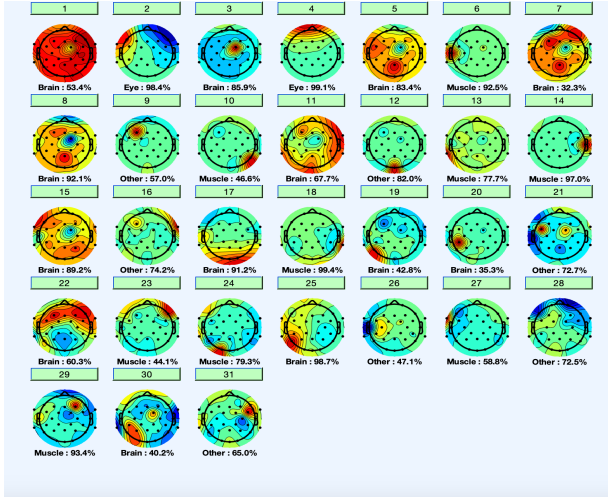 1 2 3 4 5 6 7
Brain : 53.4% Eye : 98.4% Brain : 85.9% Eye : 99.1% Brain : 83.4% Muscle : 92.5% Brain : 32.3%
8 9 10 11 12 13 14
Brain : 92.1% Other : 57.0% Muscle : 46.6% Brain : 67.7% Other : 82.0% Muscle : 77.7% Muscle : 97.0%
15 16 17 18 19 20 21
Brain : 89.2% Other : 74.2% Brain : 91.2% Muscle : 99.4% Brain : 42.8% Brain : 35.3% Other : 72.7%
22 23 24 25 26 27 28
Brain : 60.3% Muscle : 44.1% Muscle : 79.3% Brain : 98.7% Other : 47.1% Muscle : 58.8% Other : 72.5%
29 30 31
Muscle : 93.4% Brain : 40.2% Other : 65.0%